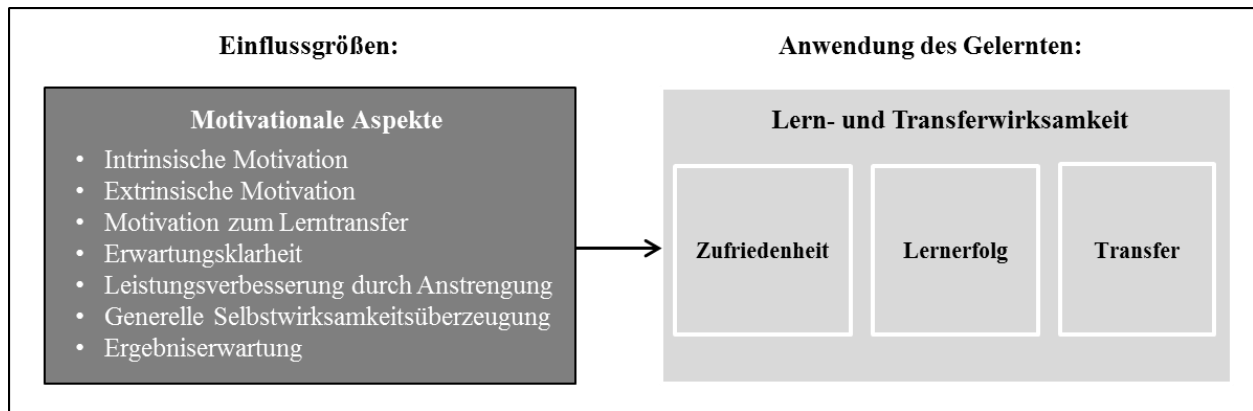 Einflussgrößen:
Motivationale Aspekte
• Intrinsische Motivation
• Extrinsische Motivation
• Motivation zum Lerntransfer
• Erwartungsklarheit
• Leistungsverbesserung durch Anstrengung
• Generelle Selbstwirksamkeitsüberzeugung
• Ergebniserwartung
Anwendung des Gelernten:
Lern- und Transferwirksamkeit
Zufriedenheit
Lernerfolg
Transfer